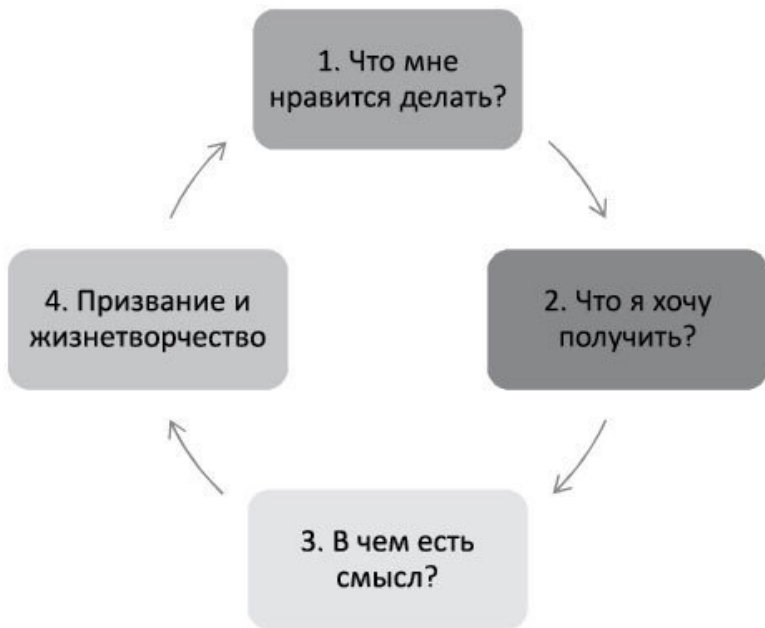 1. Что мне
нравится делать?
2. Что я хочу
получить?
3. В чем есть
смысл?
4. Призвание и
жизнетворчество